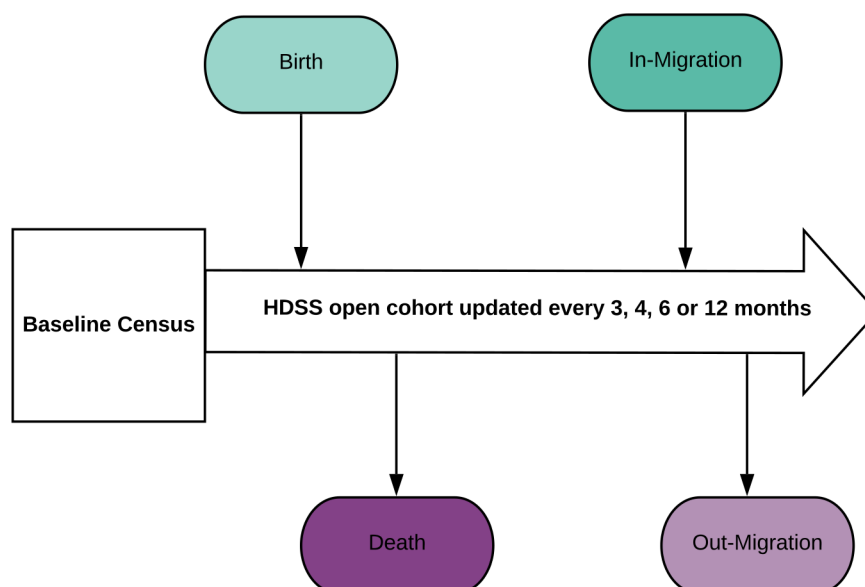 Birth
In-Migration
HDSS open cohort updated every 3, 4, 6 or 12 months
Baseline Census
Death
Out-Migration